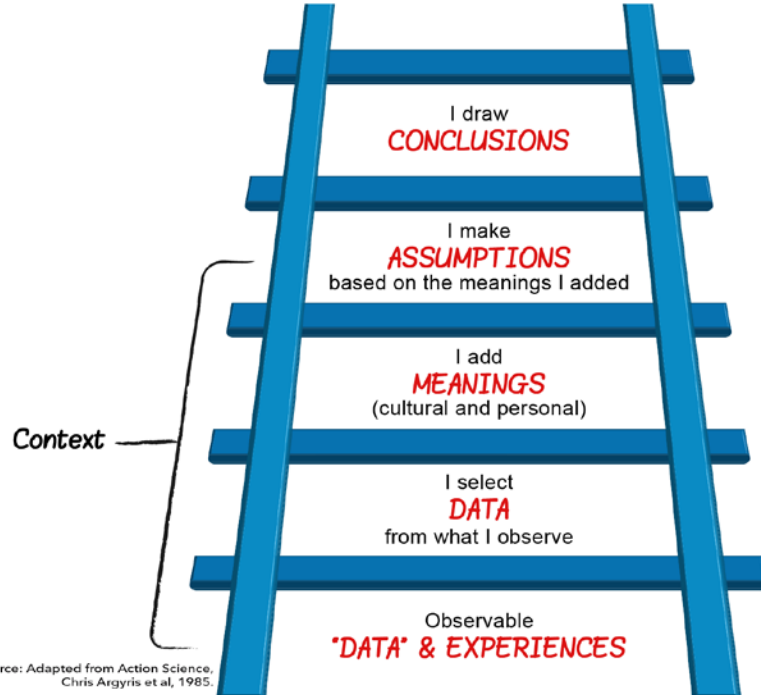 I draw
CONCLUSIONS
I make
ASSUMPTIONS
based on the meanings I added
I add
MEANINGS
(cultural and personal)
Context
I select
DATA
from what I observe
Observable
"DATA" & EXPERIENCES
rce: Adapted from Action Science,
Chris Argyris et al, 1985.